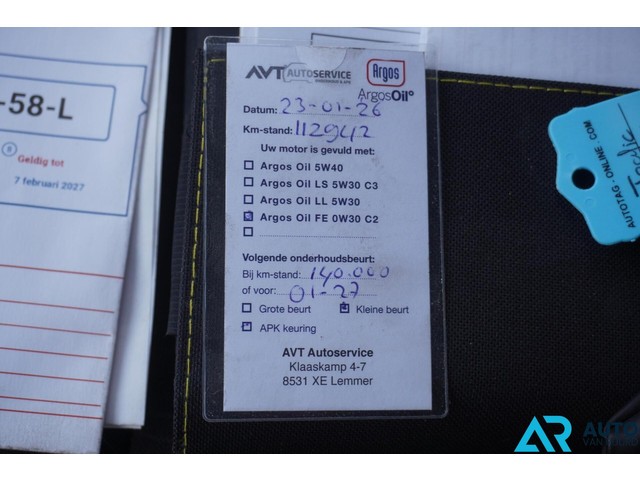 -58-L
8
Geldig tot
7 februari 2027
AVT AUTOSERVICE
Argos
ArgosOil
Datum: 23-01-26
Km-stand: 112942
Uw motor is gevuld met:
Argos Oil 5W40
Argos Oil LS 5W30 C3
Argos Oil LL 5W30
Argos Oil FE 0W30 C2
Volgende onderhoudsbeurt:
Bij km-stand: 140.000
of voor: 01-27
Grote beurt Kleine beurt
APK keuring
AVT Autoservice
Klaaskamp 4-7
8531 XE Lemmer
AUTOTAG-ONLINE.COM
AR AUTO